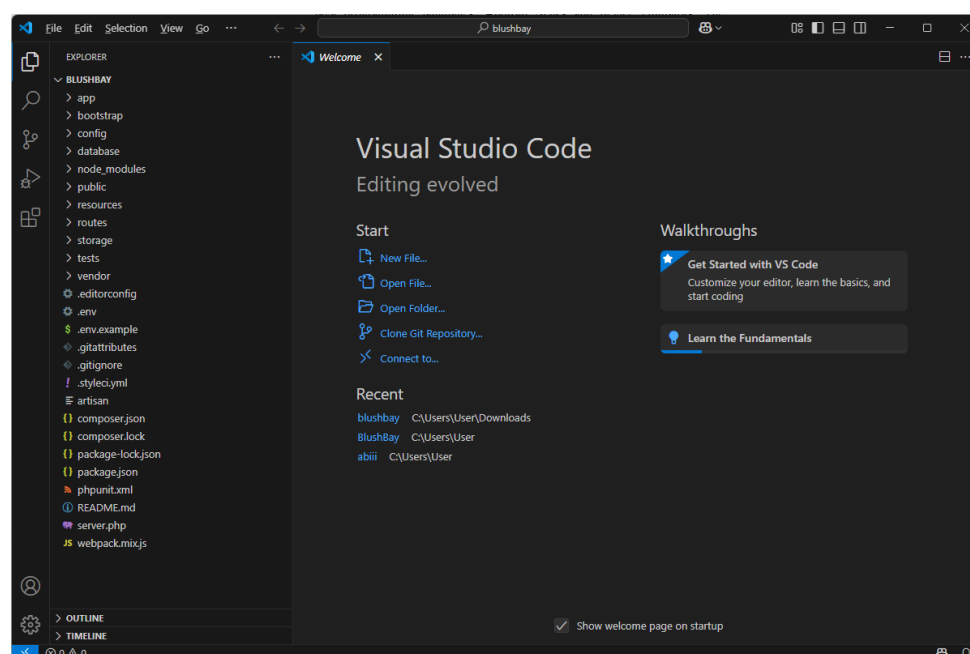 File Edit Selection View Go ··· blushbay
EXPLORER ···
Welcome
BLUSHBAY
app
bootstrap
config
database
node_modules
public
resources
routes
storage
tests
vendor
.editorconfig
.env
$ .env.example
.gitattributes
.gitignore
! .styleci.yml
artisan
{} composer.json
{} composer.lock
{} package-lock.json
{} package.json
phpunit.xml
README.md
server.php
JS webpack.mix.js
OUTLINE
TIMELINE
Visual Studio Code
Editing evolved
Start
New File...
Open File...
Open Folder...
Clone Git Repository...
Connect to...
Recent
blushbay C:\Users\User\Downloads
BlushBay C:\Users\User
abiii C:\Users\User
Walkthroughs
Get Started with VS Code
Customize your editor, learn the basics, and
start coding
Learn the Fundamentals
Show welcome page on startup
0 0